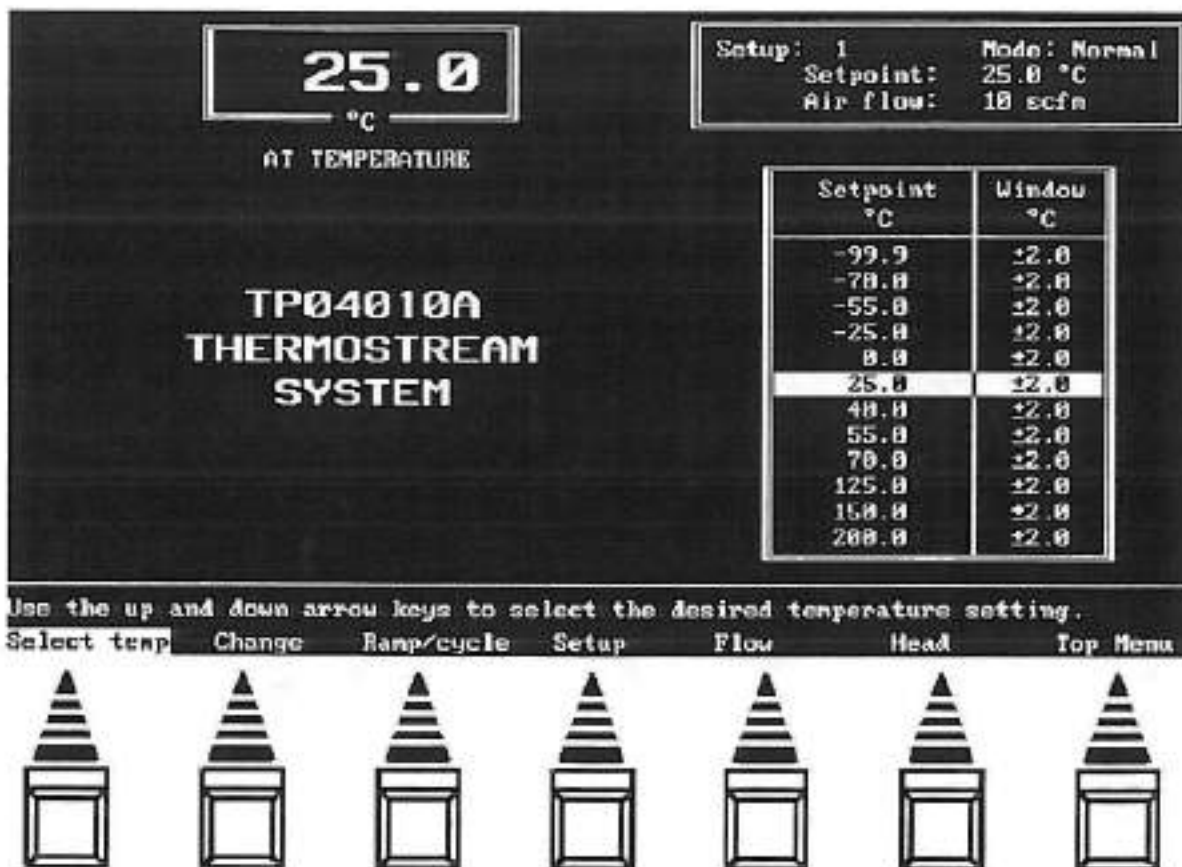 25.0
°C
AT TEMPERATURE
Setup: 1 Mode: Normal
Setpoint: 25.0 °C
Air flow: 10 scfm
TP04010A
THERMOSTREAM
SYSTEM
Setpoint Window
°C °C
-99.9 ±2.0
-70.0 ±2.0
-55.0 ±2.0
-25.0 ±2.0
0.0 ±2.0
25.0 ±2.0
40.0 ±2.0
55.0 ±2.0
70.0 ±2.0
125.0 ±2.0
150.0 ±2.0
200.0 ±2.0
Use the up and down arrow keys to select the desired temperature setting.
Select temp Change Ramp/cycle Setup Flow Head Top Menu